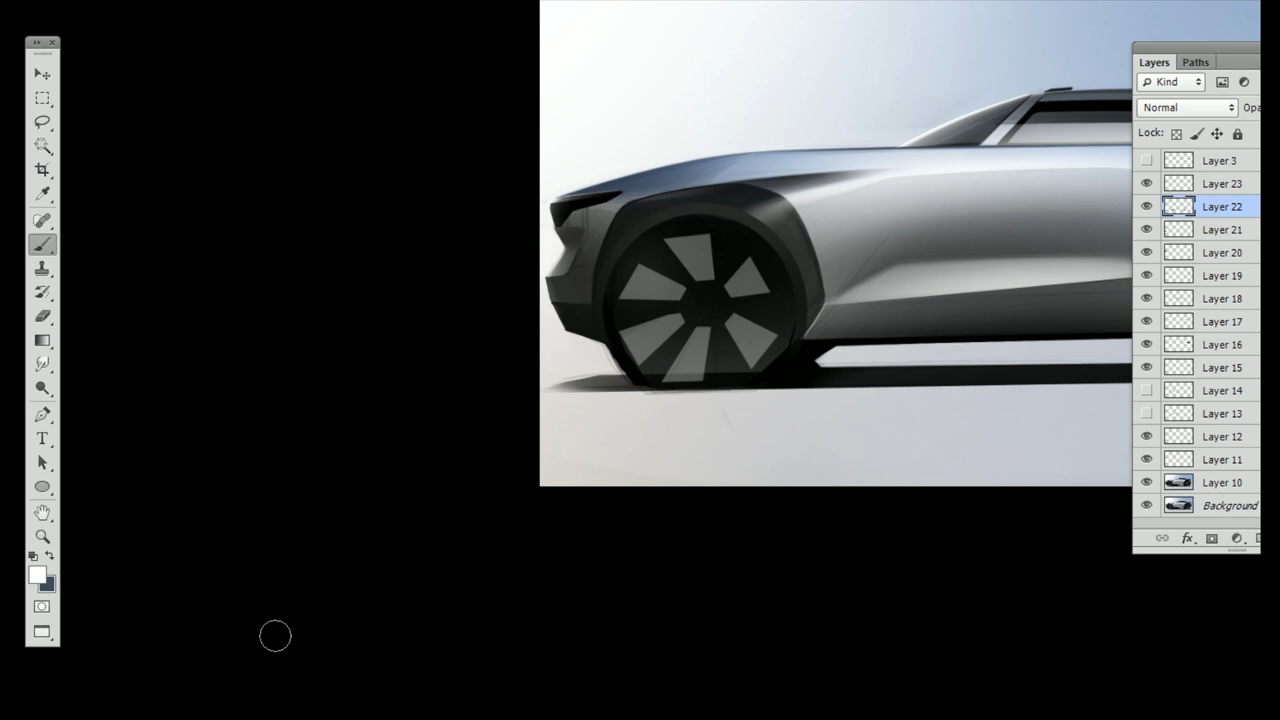 Layers Paths
Kind
Normal Opa
Lock:
Layer 3
Layer 23
Layer 22
Layer 21
Layer 20
Layer 19
Layer 18
Layer 17
Layer 16
Layer 15
Layer 14
Layer 13
Layer 12
Layer 11
Layer 10
Background
fx
T